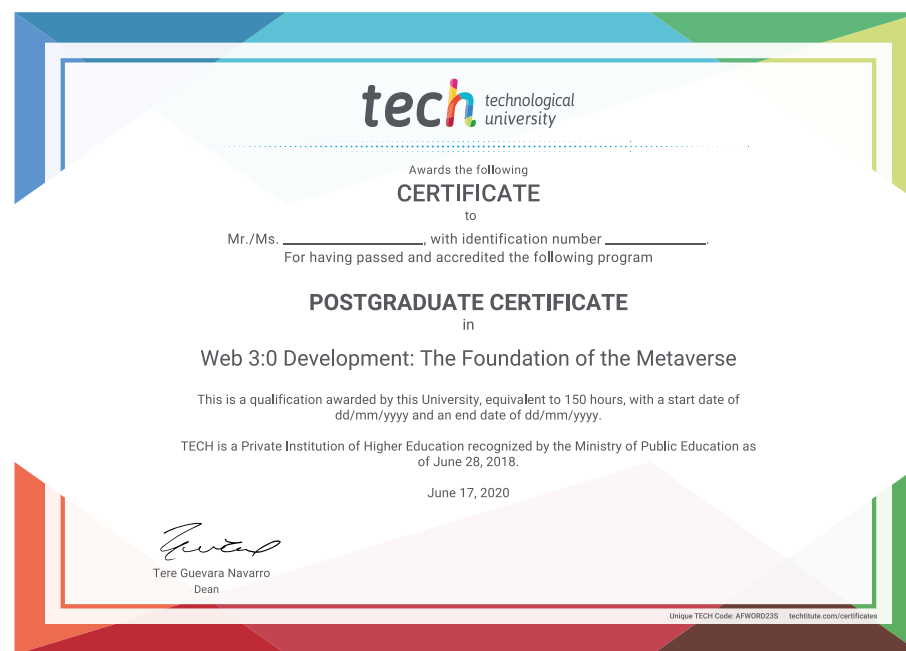 tech technological
university
Awards the following
CERTIFICATE
to
Mr./Ms. ____________________, with identification number ______________.
For having passed and accredited the following program
POSTGRADUATE CERTIFICATE
in
Web 3:0 Development: The Foundation of the Metaverse
This is a qualification awarded by this University, equivalent to 150 hours, with a start date of
dd/mm/yyyy and an end date of dd/mm/yyyy.
TECH is a Private Institution of Higher Education recognized by the Ministry of Public Education as
of June 28, 2018.
June 17, 2020
Tere Guevara Navarro
Dean
Unique TECH Code: AFWORD23S techtitute.com/certificates